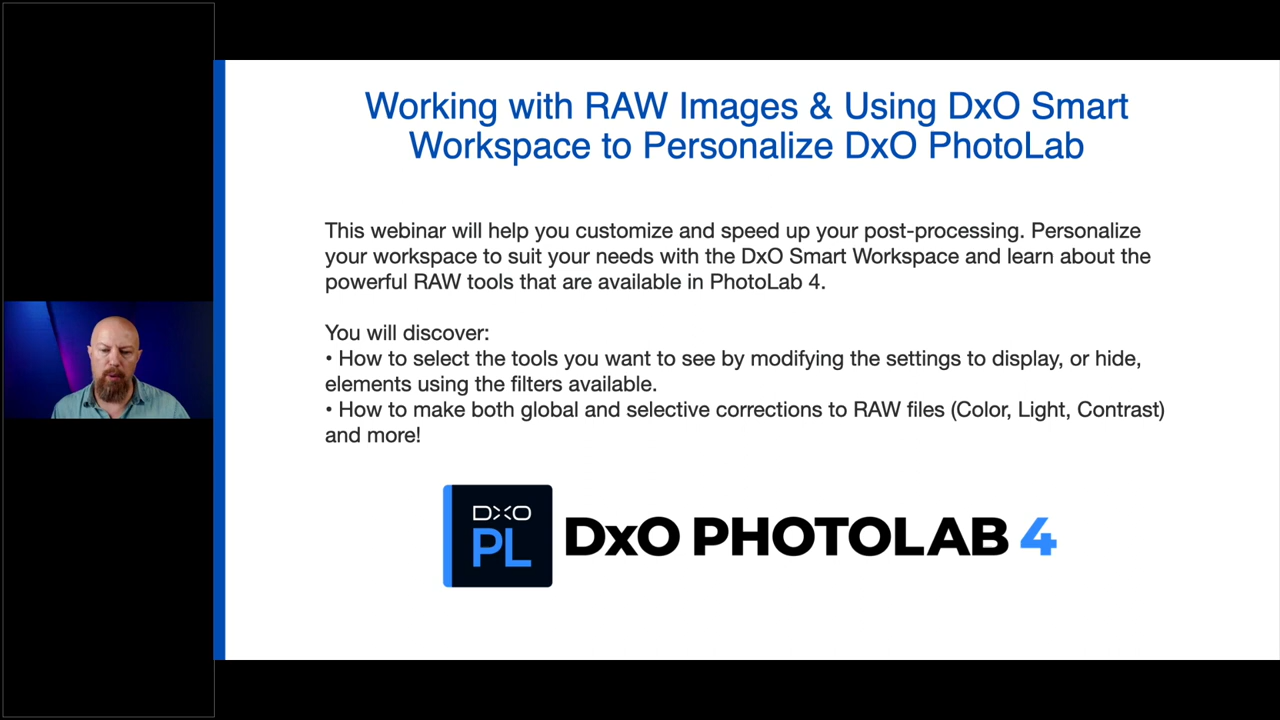 Working with RAW Images & Using DxO Smart
Workspace to Personalize DxO PhotoLab
This webinar will help you customize and speed up your post-processing. Personalize
your workspace to suit your needs with the DxO Smart Workspace and learn about the
powerful RAW tools that are available in PhotoLab 4.
You will discover:
• How to select the tools you want to see by modifying the settings to display, or hide,
elements using the filters available.
• How to make both global and selective corrections to RAW files (Color, Light, Contrast)
and more!
DXO
PL
DxO PHOTOLAB 4